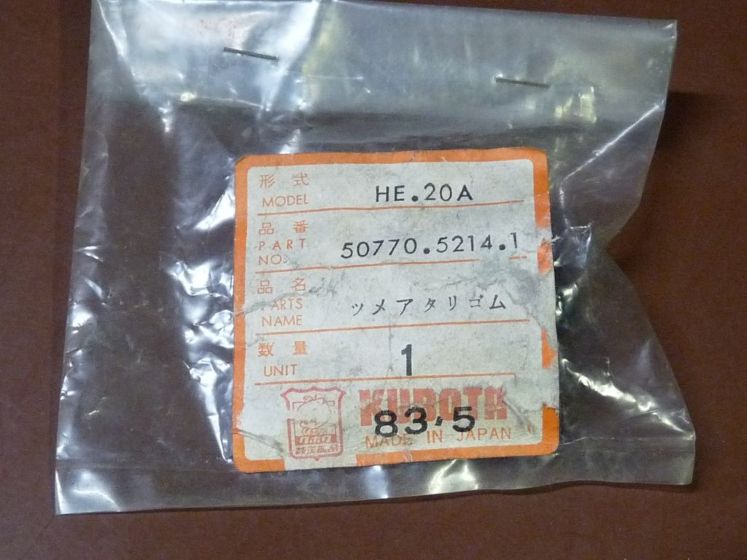 形式
MODEL
HE.20A
品番
PART
NO.
50770.5214.1
品名
PARTS
NAME
ツメアタリゴム
数量
UNIT
1
KUBOTA
83.5
MADE IN JAPAN